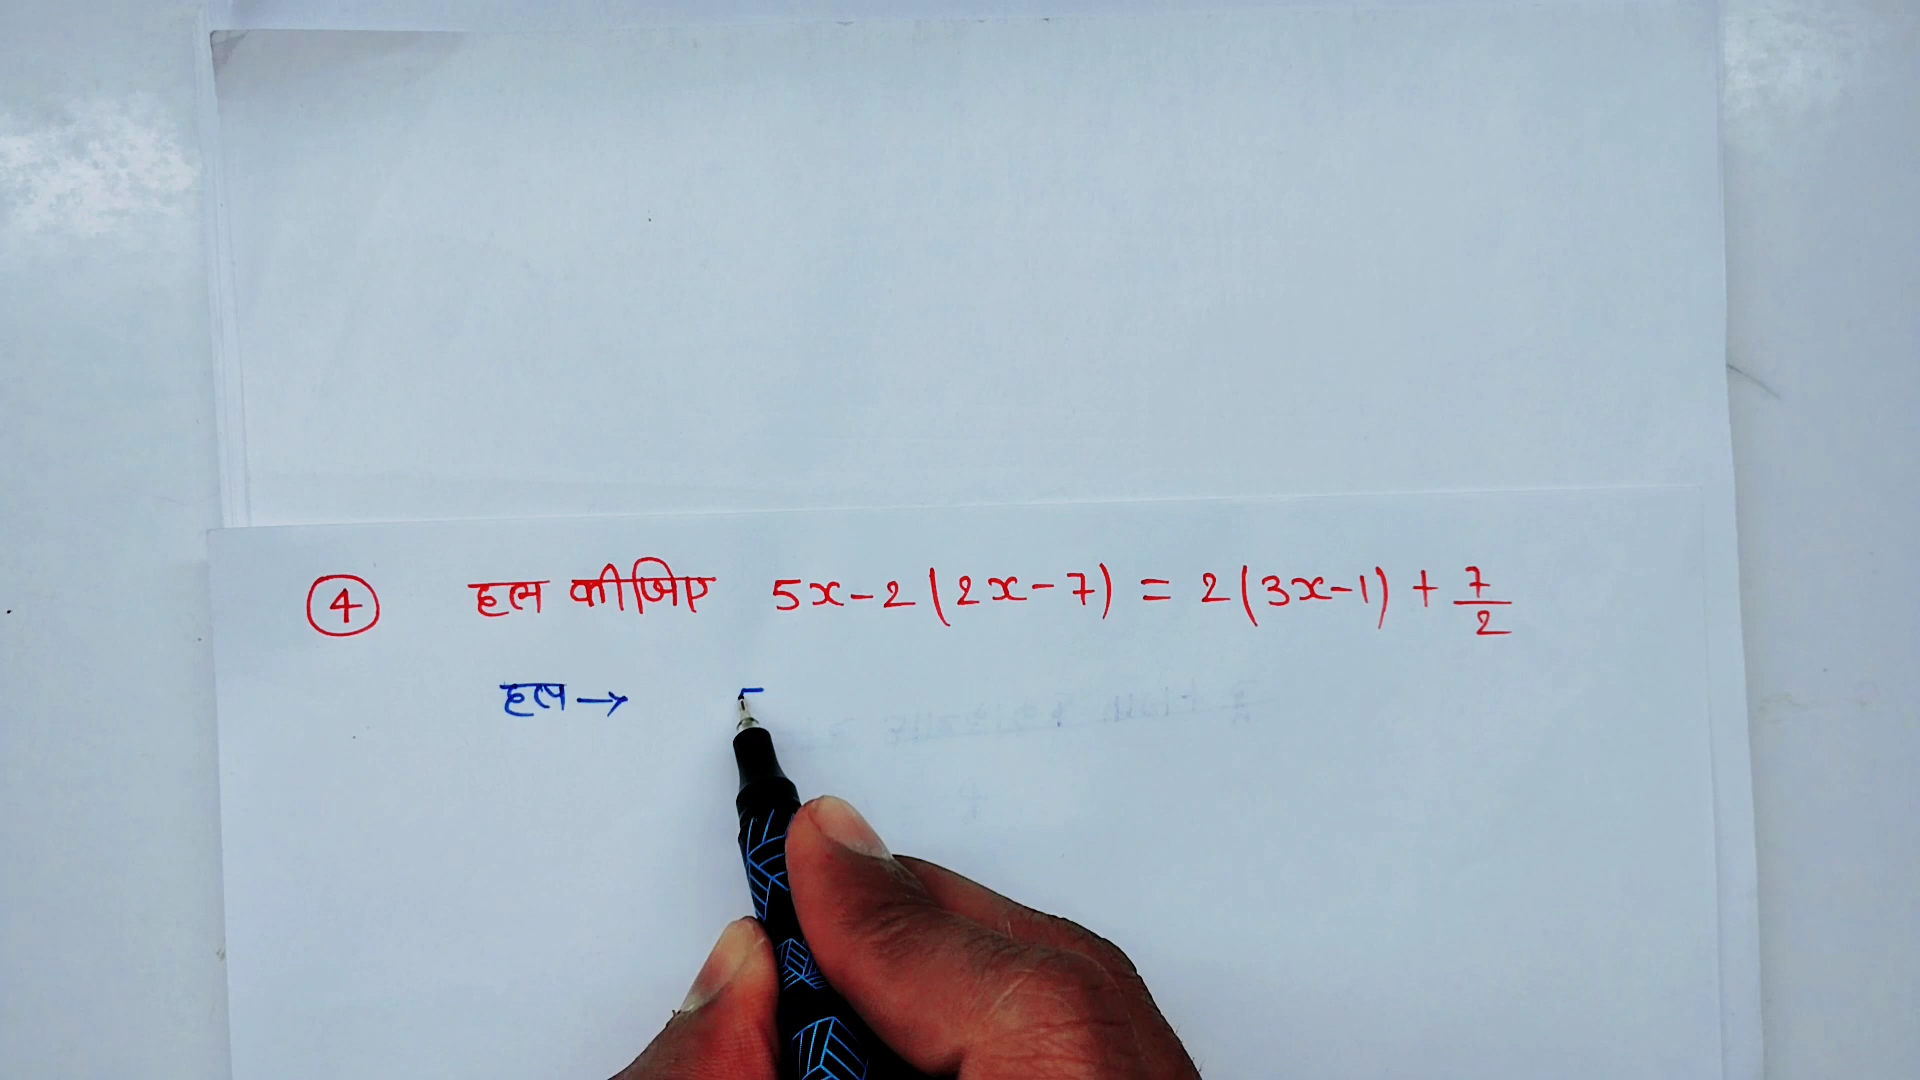 ④ हल कीजिए 5x-2(2x-7) = 2(3x-1) + 7/2
हल →